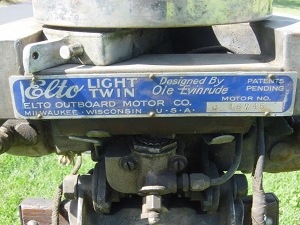 Elto LIGHT TWIN Designed By Ole Evinrude PATENTS PENDING
ELTO OUTBOARD MOTOR CO. MOTOR NO.
MILWAUKEE · WISCONSIN U·S·A·